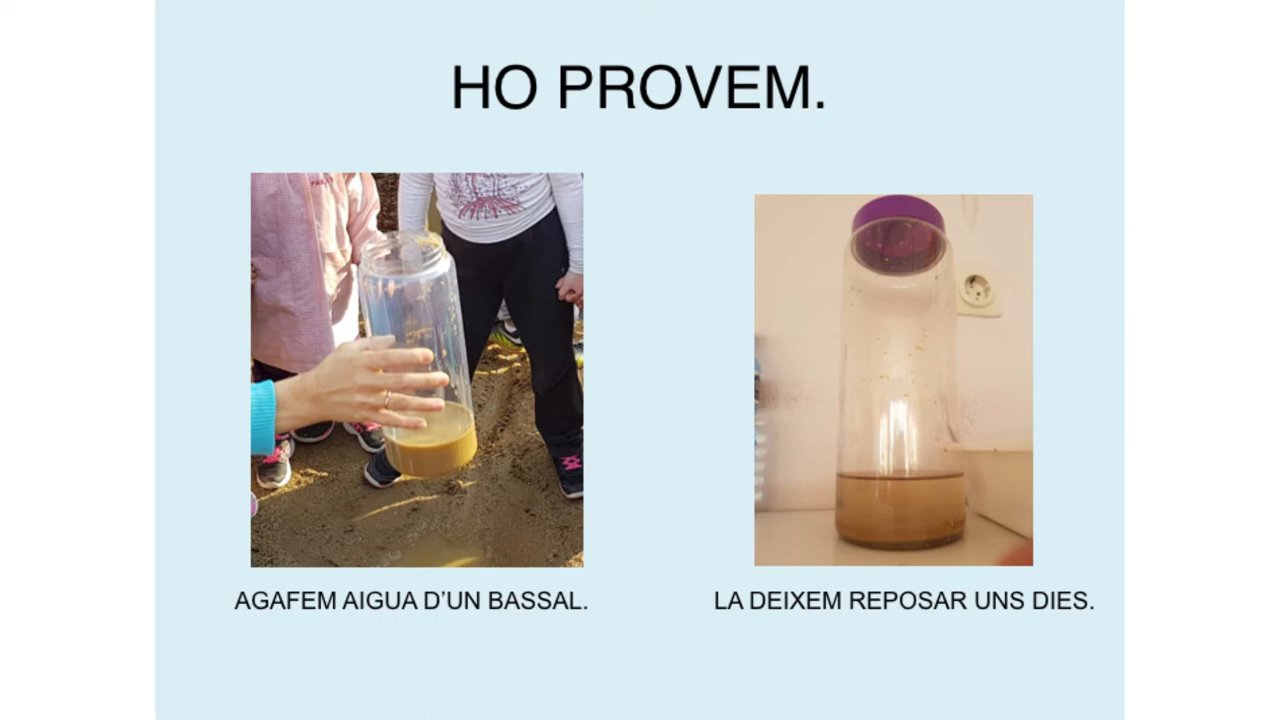 HO PROVEM.
AGAFEM AIGUA D'UN BASSAL.
LA DEIXEM REPOSAR UNS DIES.